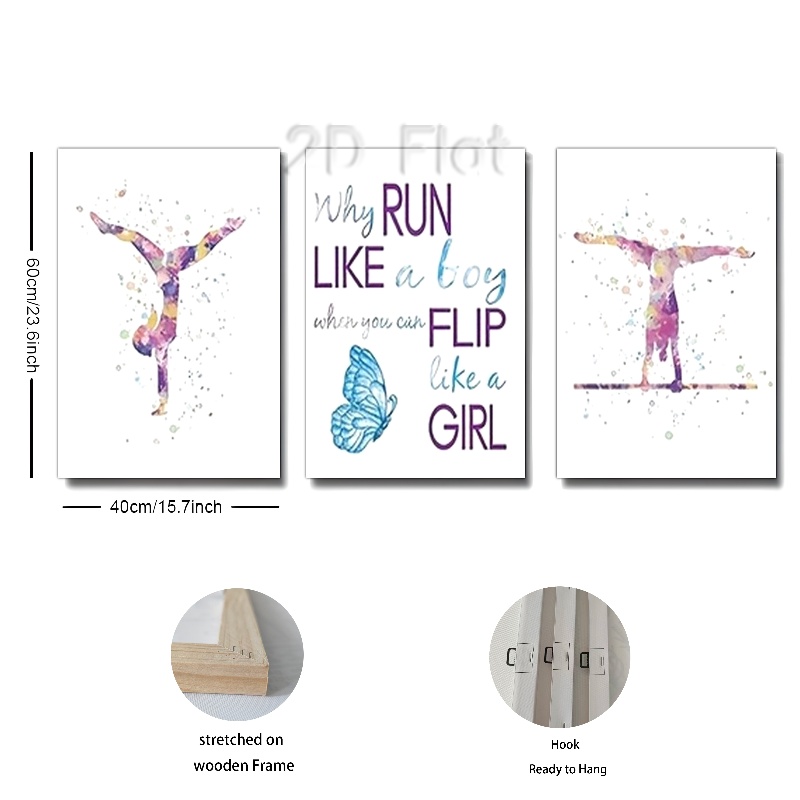 2D Flat
Why RUN
LIKE a boy
when you can FLIP
like a
GIRL
60cm/23.6inch
40cm/15.7inch
stretched on
wooden Frame
Hook
Ready to Hang